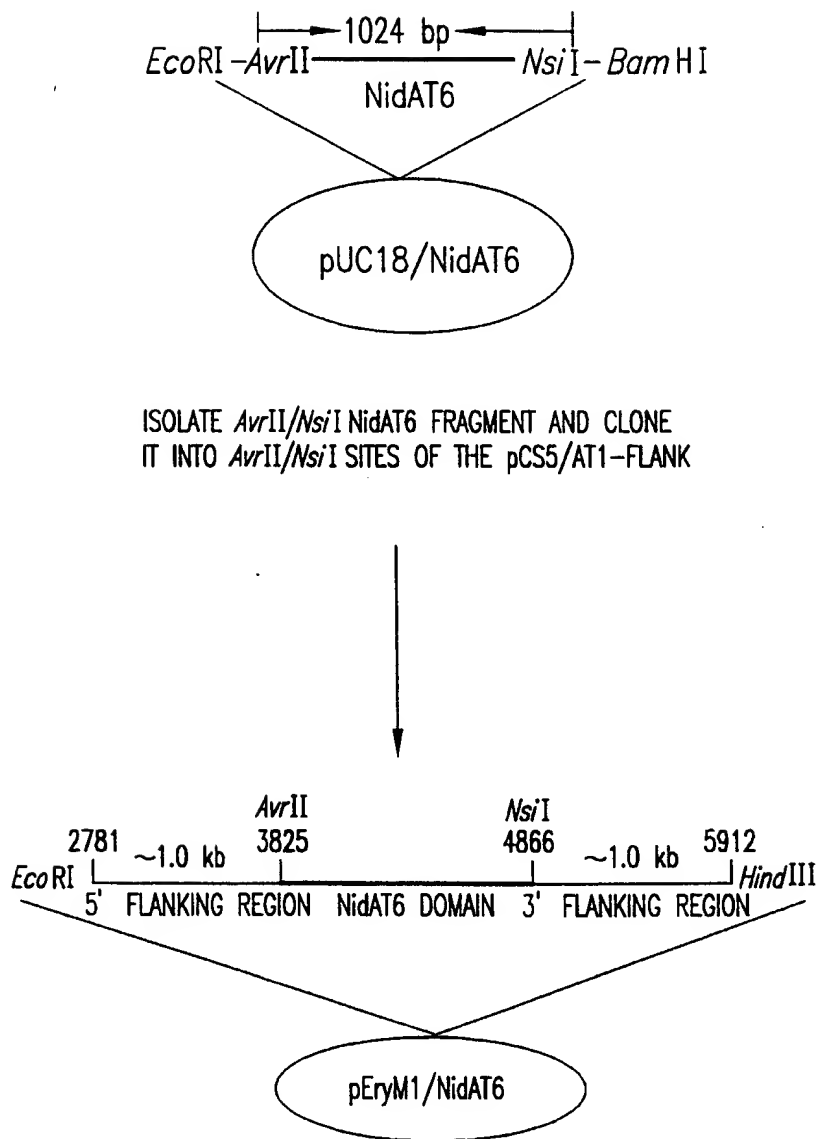 1024 bp
EcoRI-AvrII NsiI-BamHI
NidAT6
pUC18/NidAT6
ISOLATE AvrII/NsiI NidAT6 FRAGMENT AND CLONE
IT INTO AvrII/NsiI SITES OF THE pCS5/AT1-FLANK
AvrII NsiI
2781 ~1.0 kb 3825 4866 ~1.0 kb 5912
EcoRI HindIII
5' FLANKING REGION NidAT6 DOMAIN 3' FLANKING REGION
pEryM1/NidAT6